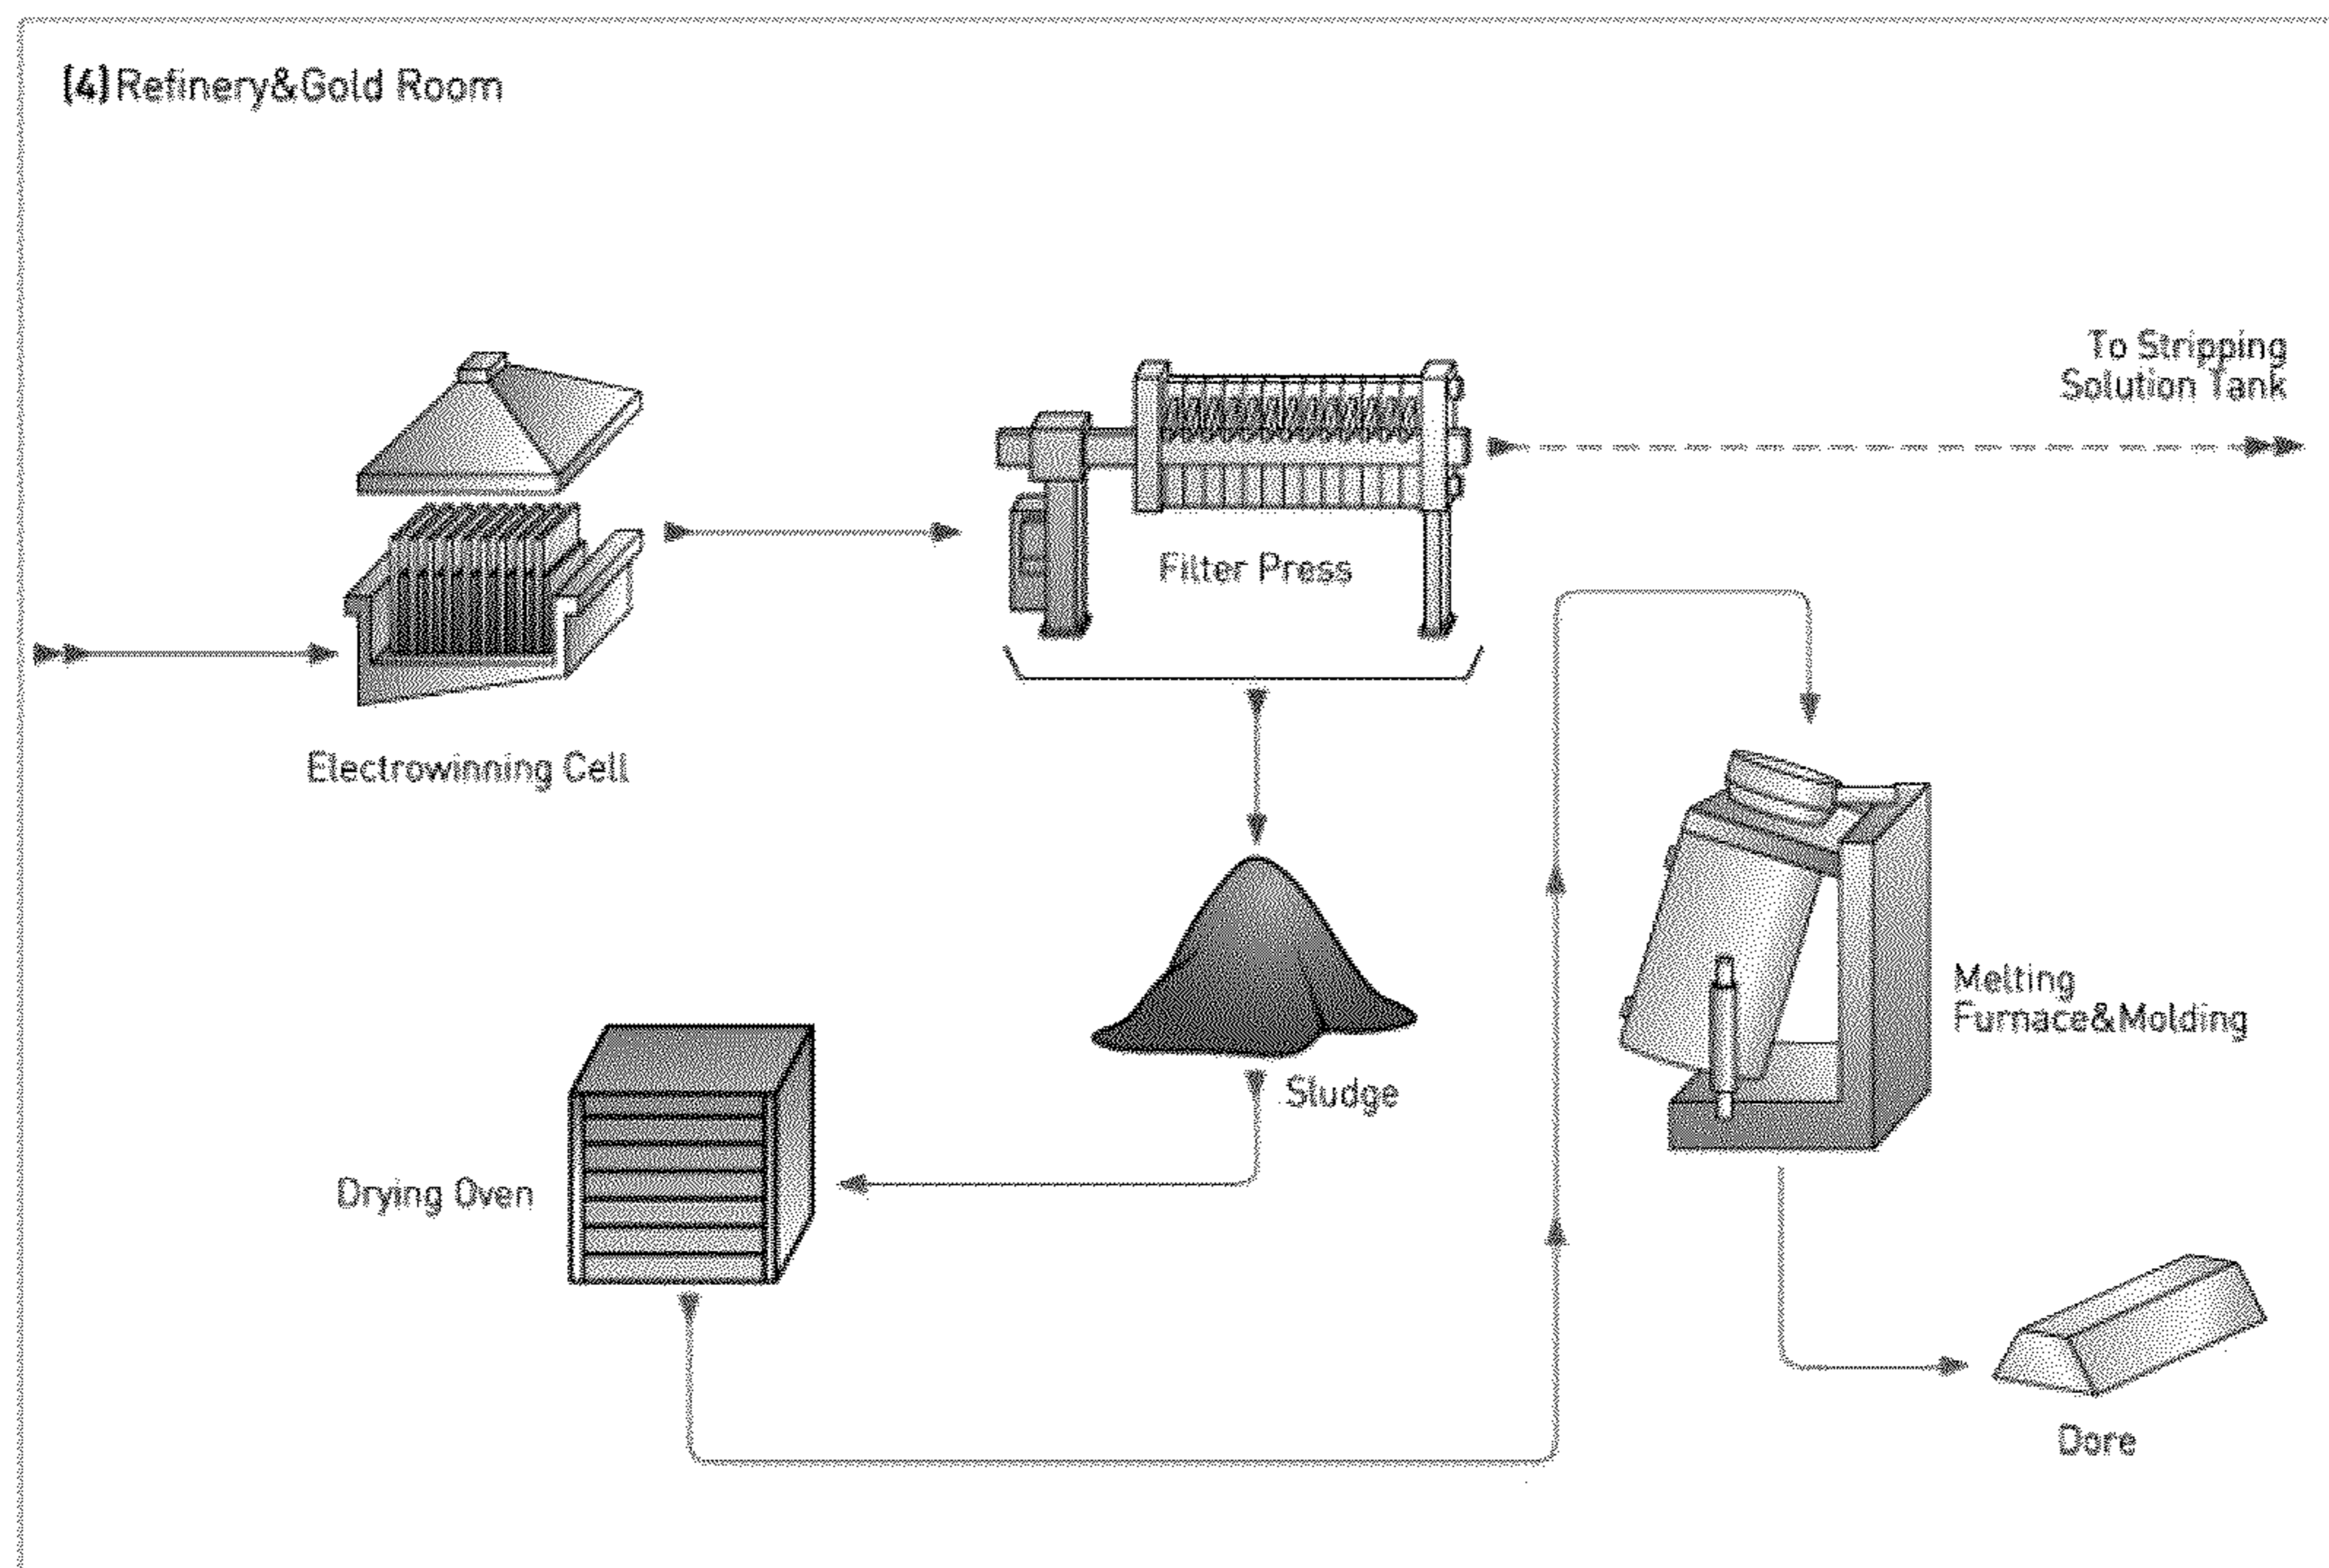 (4)Refinery&Gold Room
To Stripping
Solution Tank
Filter Press
Electrowinning Cell
Melting
Furnace&Molding
Sludge
Drying Oven
Dore